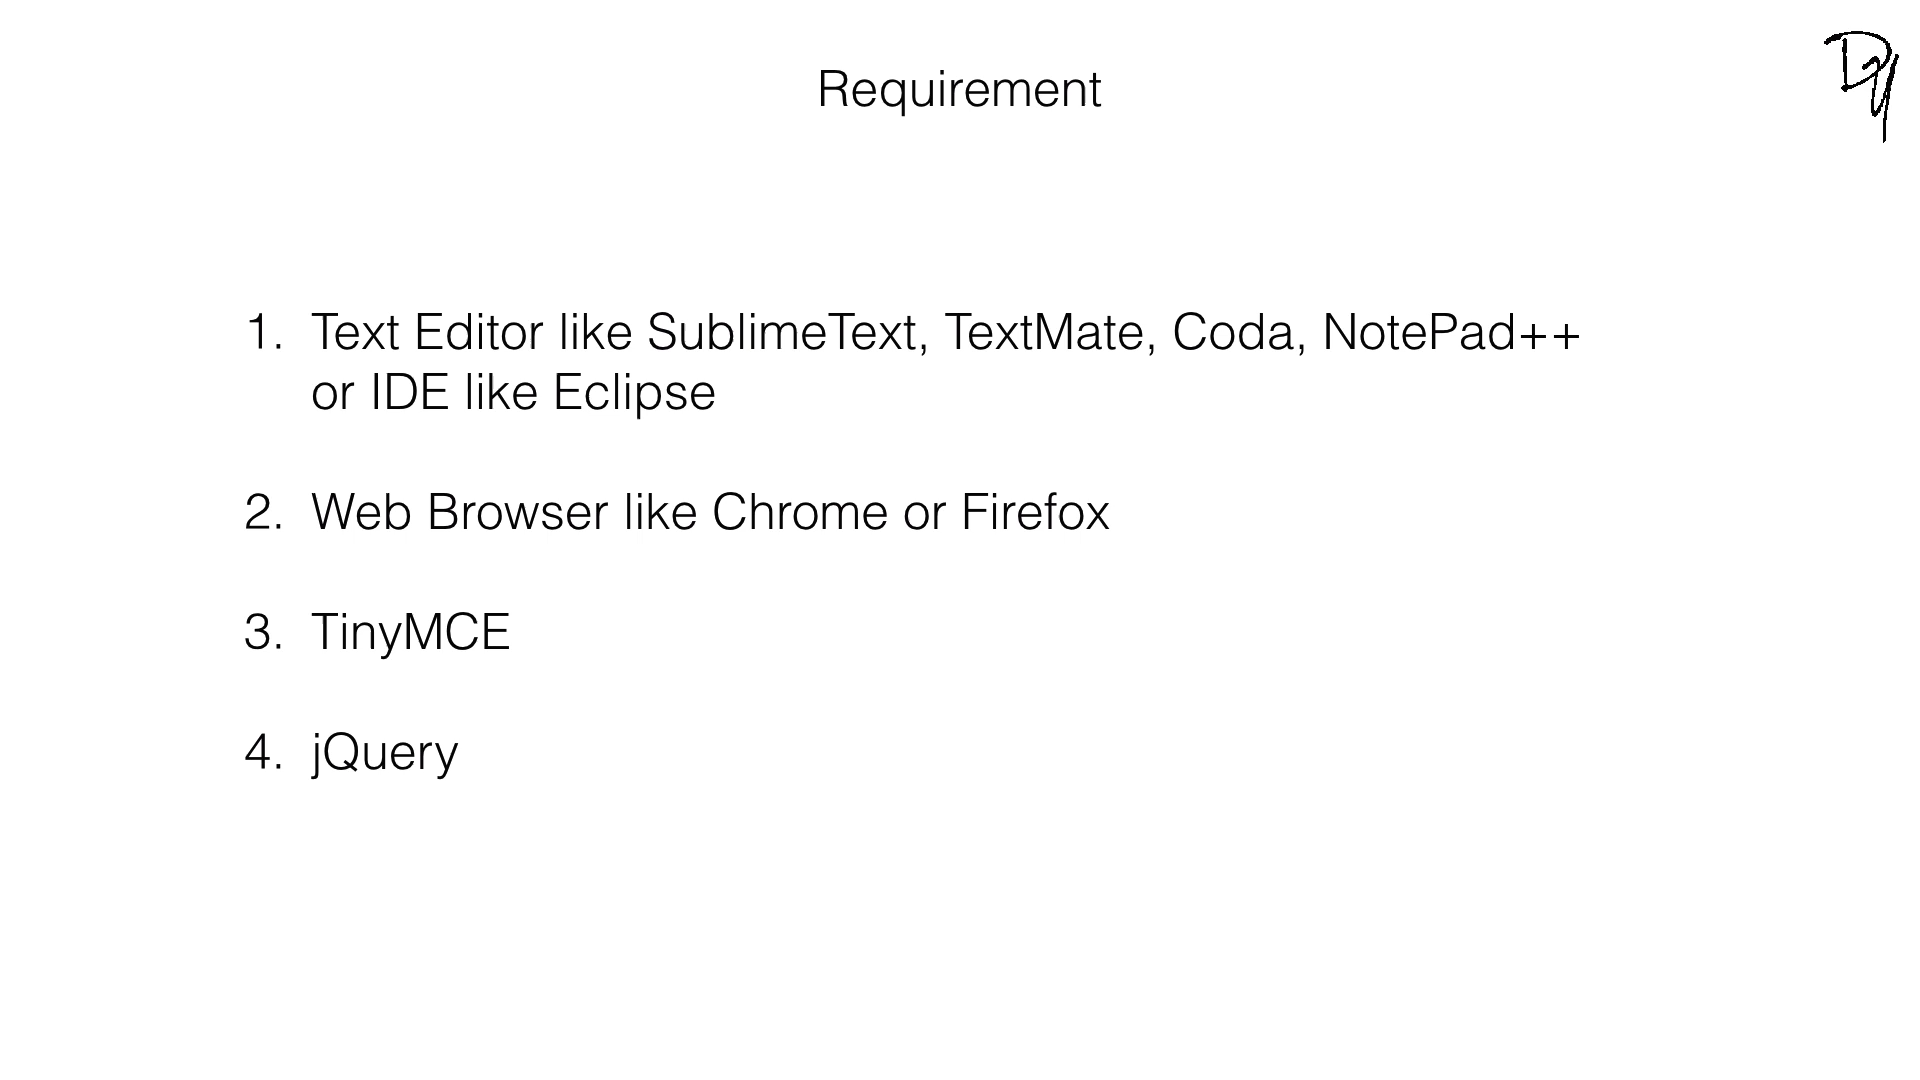 Requirement
DY
1. Text Editor like SublimeText, TextMate, Coda, NotePad++
or IDE like Eclipse
2. Web Browser like Chrome or Firefox
3. TinyMCE
4. jQuery